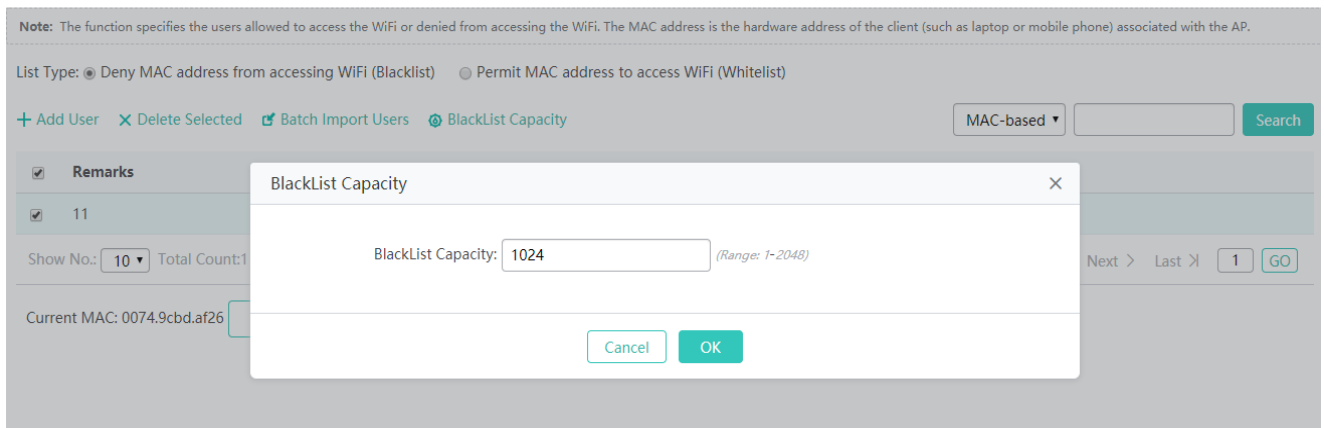 Note: The function specifies the users allowed to access the WiFi or denied from accessing the WiFi. The MAC address is the hardware address of the client (such as laptop or mobile phone) associated with the AP.
List Type: Deny MAC address from accessing WiFi (Blacklist) Permit MAC address to access WiFi (Whitelist)
Add User Delete Selected Batch Import Users BlackList Capacity MAC-based Search
Remarks
BlackList Capacity
11
BlackList Capacity: 1024 (Range: 1-2048)
Show No.: 10 Total Count:1 Next Last 1 GO
Current MAC: 0074.9cbd.af26
Cancel OK